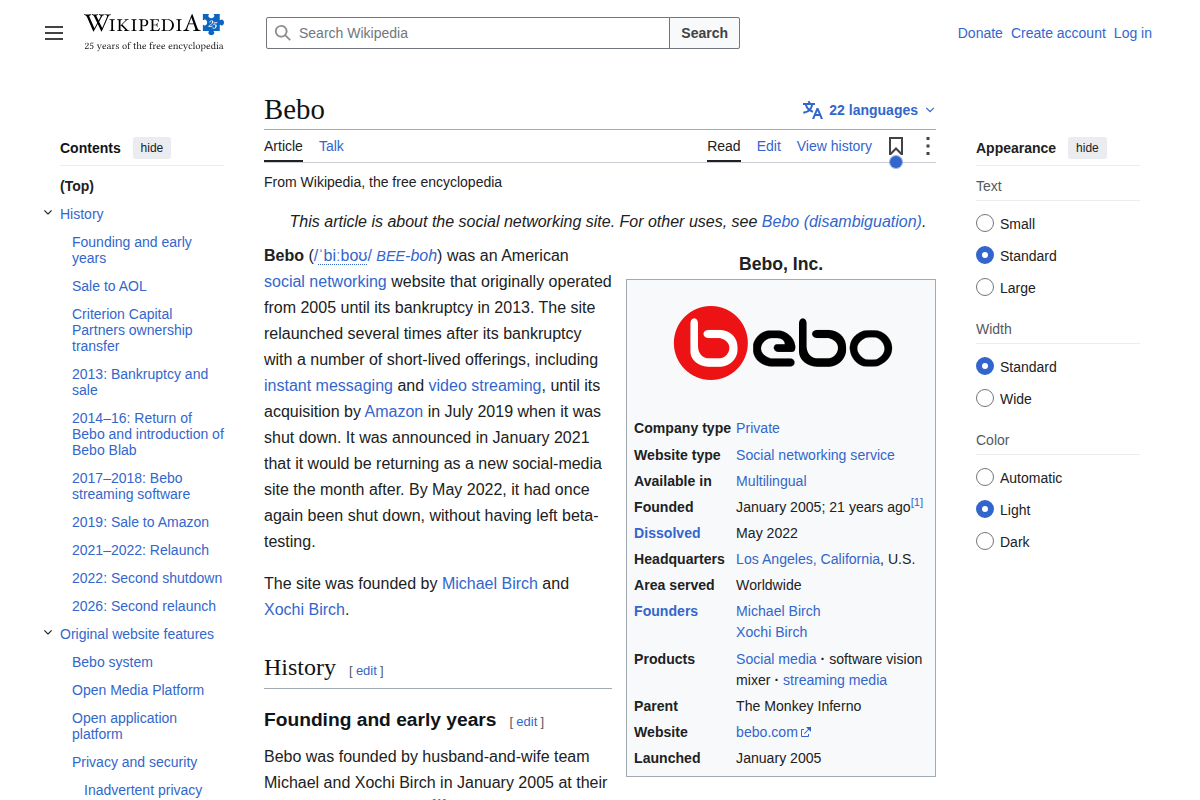 WIKIPEDIA 25
25 years of the free encyclopedia
Search Wikipedia
Search
Donate Create account Log in
Contents hide
(Top)
History
Founding and early
years
Sale to AOL
Criterion Capital
Partners ownership
transfer
2013: Bankruptcy and
sale
2014–16: Return of
Bebo and introduction of
Bebo Blab
2017–2018: Bebo
streaming software
2019: Sale to Amazon
2021–2022: Relaunch
2022: Second shutdown
2026: Second relaunch
Original website features
Bebo system
Open Media Platform
Open application
platform
Privacy and security
Inadvertent privacy
Bebo
22 languages
Article Talk
Read Edit View history
From Wikipedia, the free encyclopedia
This article is about the social networking site. For other uses, see Bebo (disambiguation).
Bebo (/ˈbiːboʊ/ BEE-boh) was an American
social networking website that originally operated
from 2005 until its bankruptcy in 2013. The site
relaunched several times after its bankruptcy
with a number of short-lived offerings, including
instant messaging and video streaming, until its
acquisition by Amazon in July 2019 when it was
shut down. It was announced in January 2021
that it would be returning as a new social-media
site the month after. By May 2022, it had once
again been shut down, without having left beta-
testing.
The site was founded by Michael Birch and
Xochi Birch.
History [ edit ]
Founding and early years [ edit ]
Bebo was founded by husband-and-wife team
Michael and Xochi Birch in January 2005 at their
Bebo, Inc.
bebo
Company type Private
Website type Social networking service
Available in Multilingual
Founded January 2005; 21 years ago[1]
Dissolved May 2022
Headquarters Los Angeles, California, U.S.
Area served Worldwide
Founders Michael Birch
Xochi Birch
Products Social media · software vision
mixer · streaming media
Parent The Monkey Inferno
Website bebo.com
Launched January 2005
Appearance hide
Text
Small
Standard
Large
Width
Standard
Wide
Color
Automatic
Light
Dark